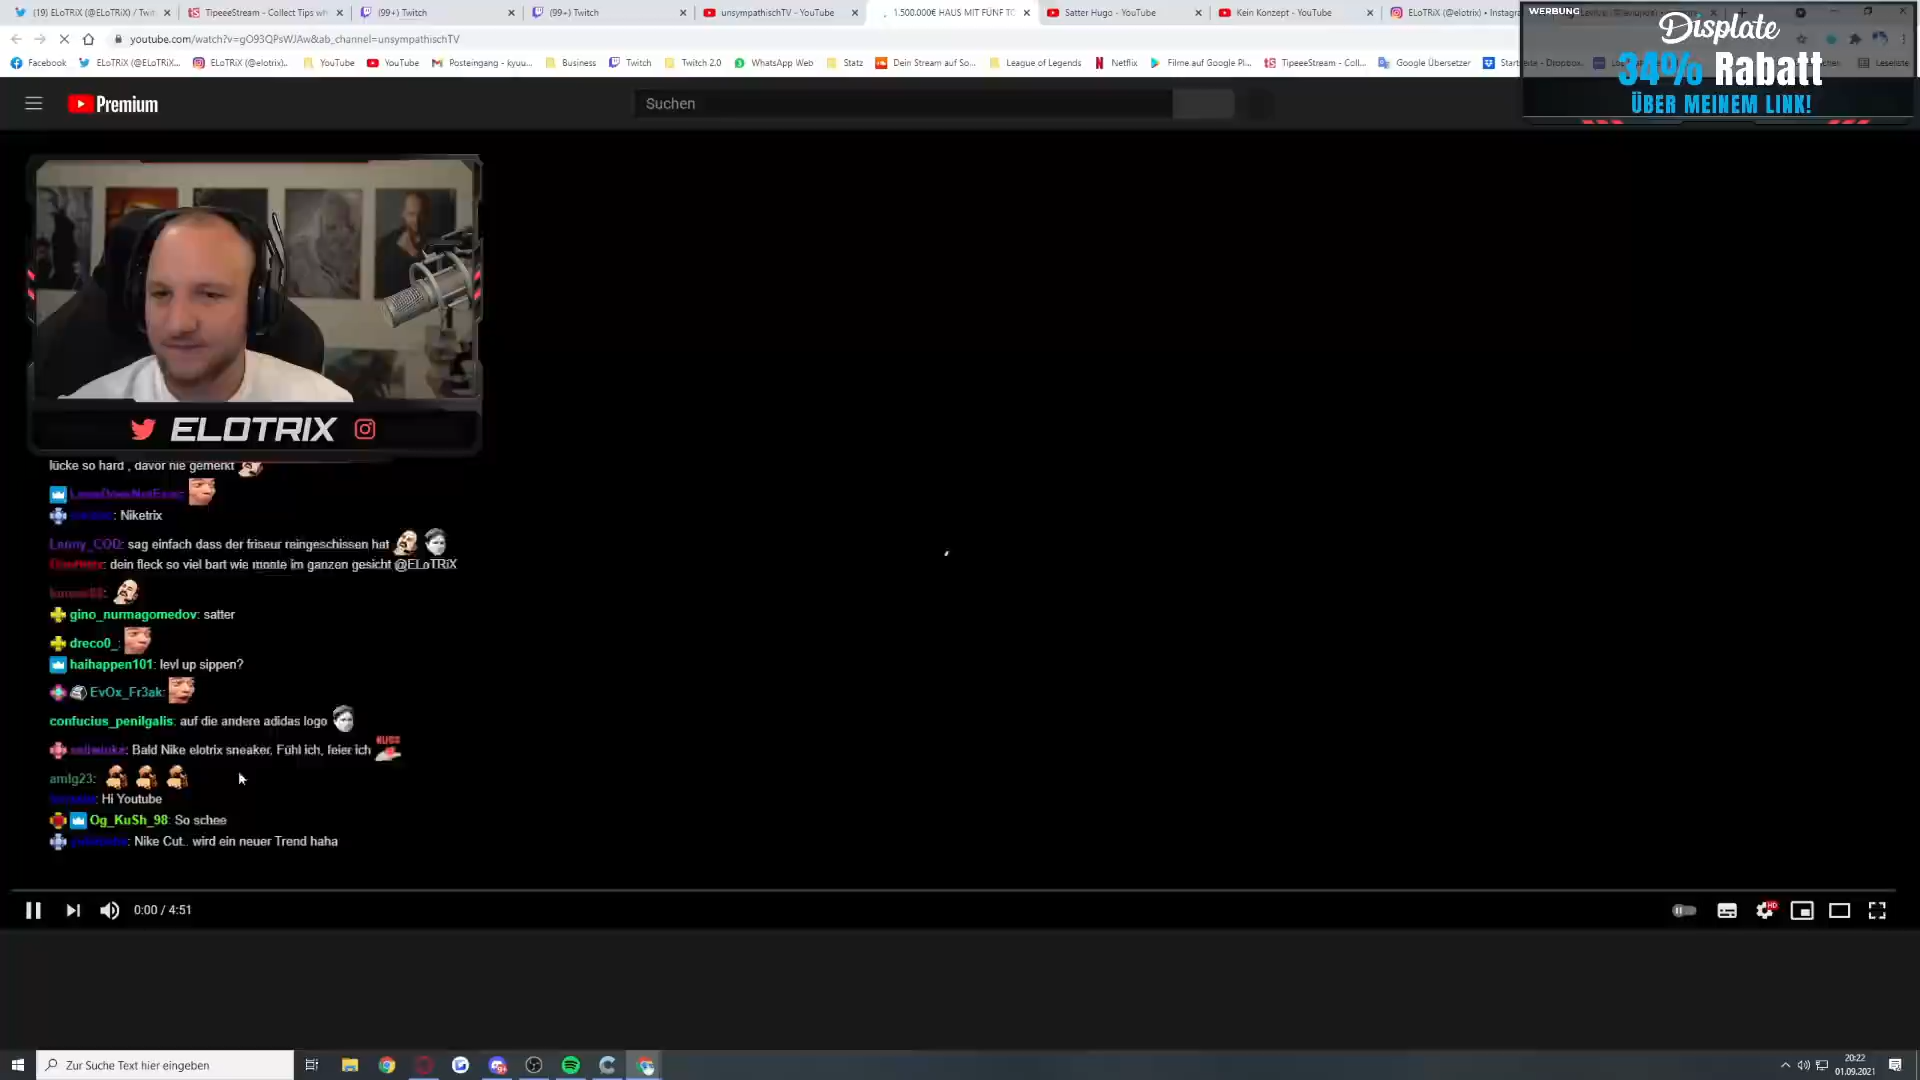 (19) ELoTRiX (@ELoTRiX) / Twit
TipeeeStream - Collect Tips wh
(99+) Twitch
(99+) Twitch
unsympathischTV - YouTube
1.500.000€ HAUS MIT FÜNF TO
Satter Hugo - YouTube
Kein Konzept - YouTube
ELoTRiX (@elotrix) • Instagra
youtube.com/watch?v=gO93QPsWJAw&ab_channel=unsympathischTV
Facebook
ELoTRiX (@ELoTRiX...
ELoTRiX (@elotrix)..
YouTube
YouTube
Posteingang - kyuu...
Business
Twitch
Twitch 2.0
WhatsApp Web
Statz
Dein Stream auf So...
League of Legends
Netflix
Filme auf Google Pl...
TipeeeStream - Coll...
Google Übersetzer
Startseite - Dropbox
Leseliste
WERBUNG
Displate
34% Rabatt
ÜBER MEINEM LINK!
Premium
Suchen
ELOTRIX
lücke so hard , davor nie gemerkt
: Niketrix
Lenny_COD: sag einfach dass der friseur reingeschissen hat
: dein fleck so viel bart wie monte im ganzen gesicht @ELoTRiX
gino_nurmagomedov: satter
dreco0_:
haihappen101: levl up sippen?
EvOx_Fr3ak:
confucius_penilgalis: auf die andere adidas logo
: Bald Nike elotrix sneaker, Fühl ich, feier ich
amlg23:
: Hi Youtube
Og_KuSh_98: So schee
: Nike Cut.. wird ein neuer Trend haha
0:00 / 4:51
HD
Zur Suche Text hier eingeben
20:22
01.09.2021